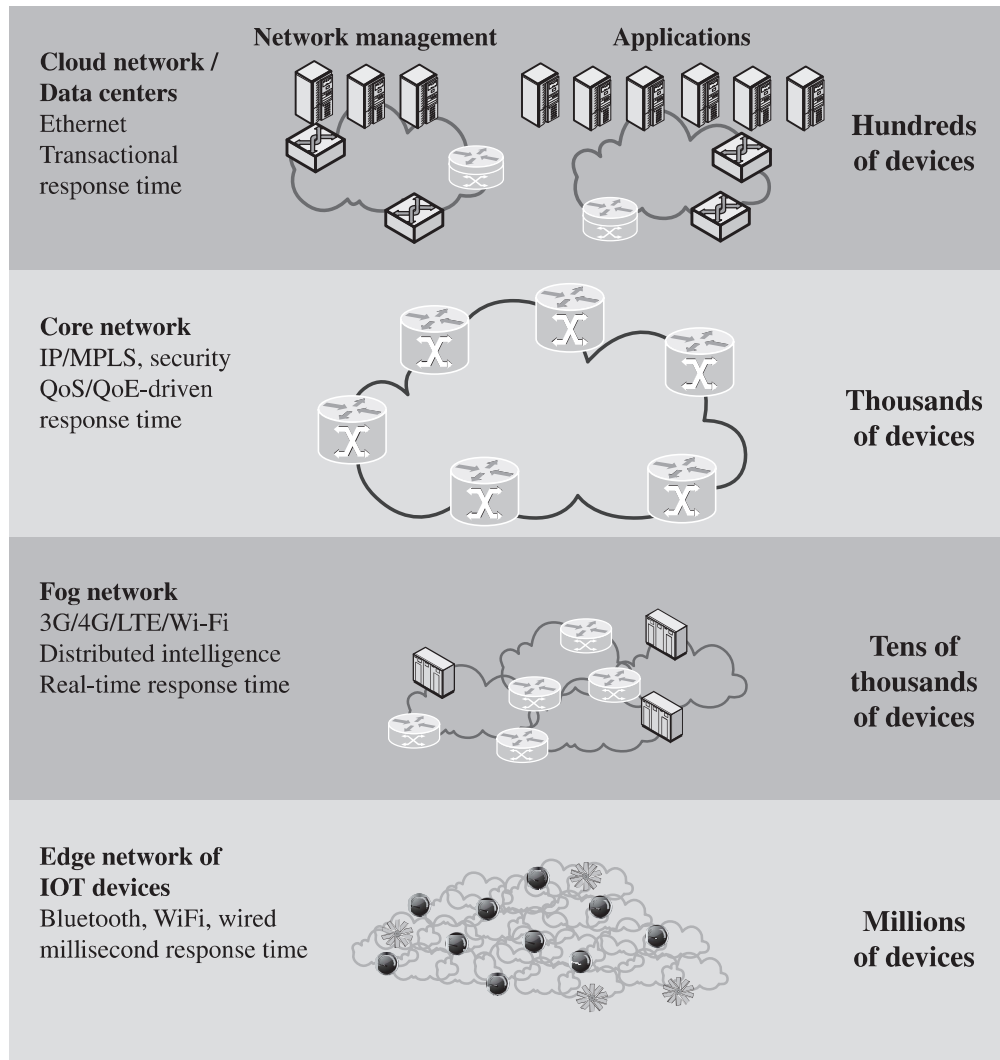 Network management
Applications
Cloud network /
Data centers
Ethernet
Transactional
response time
Hundreds
of devices
Core network
IP/MPLS, security
QoS/QoE-driven
response time
Thousands
of devices
Fog network
3G/4G/LTE/Wi-Fi
Distributed intelligence
Real-time response time
Tens of
thousands
of devices
Edge network of
IOT devices
Bluetooth, WiFi, wired
millisecond response time
Millions
of devices